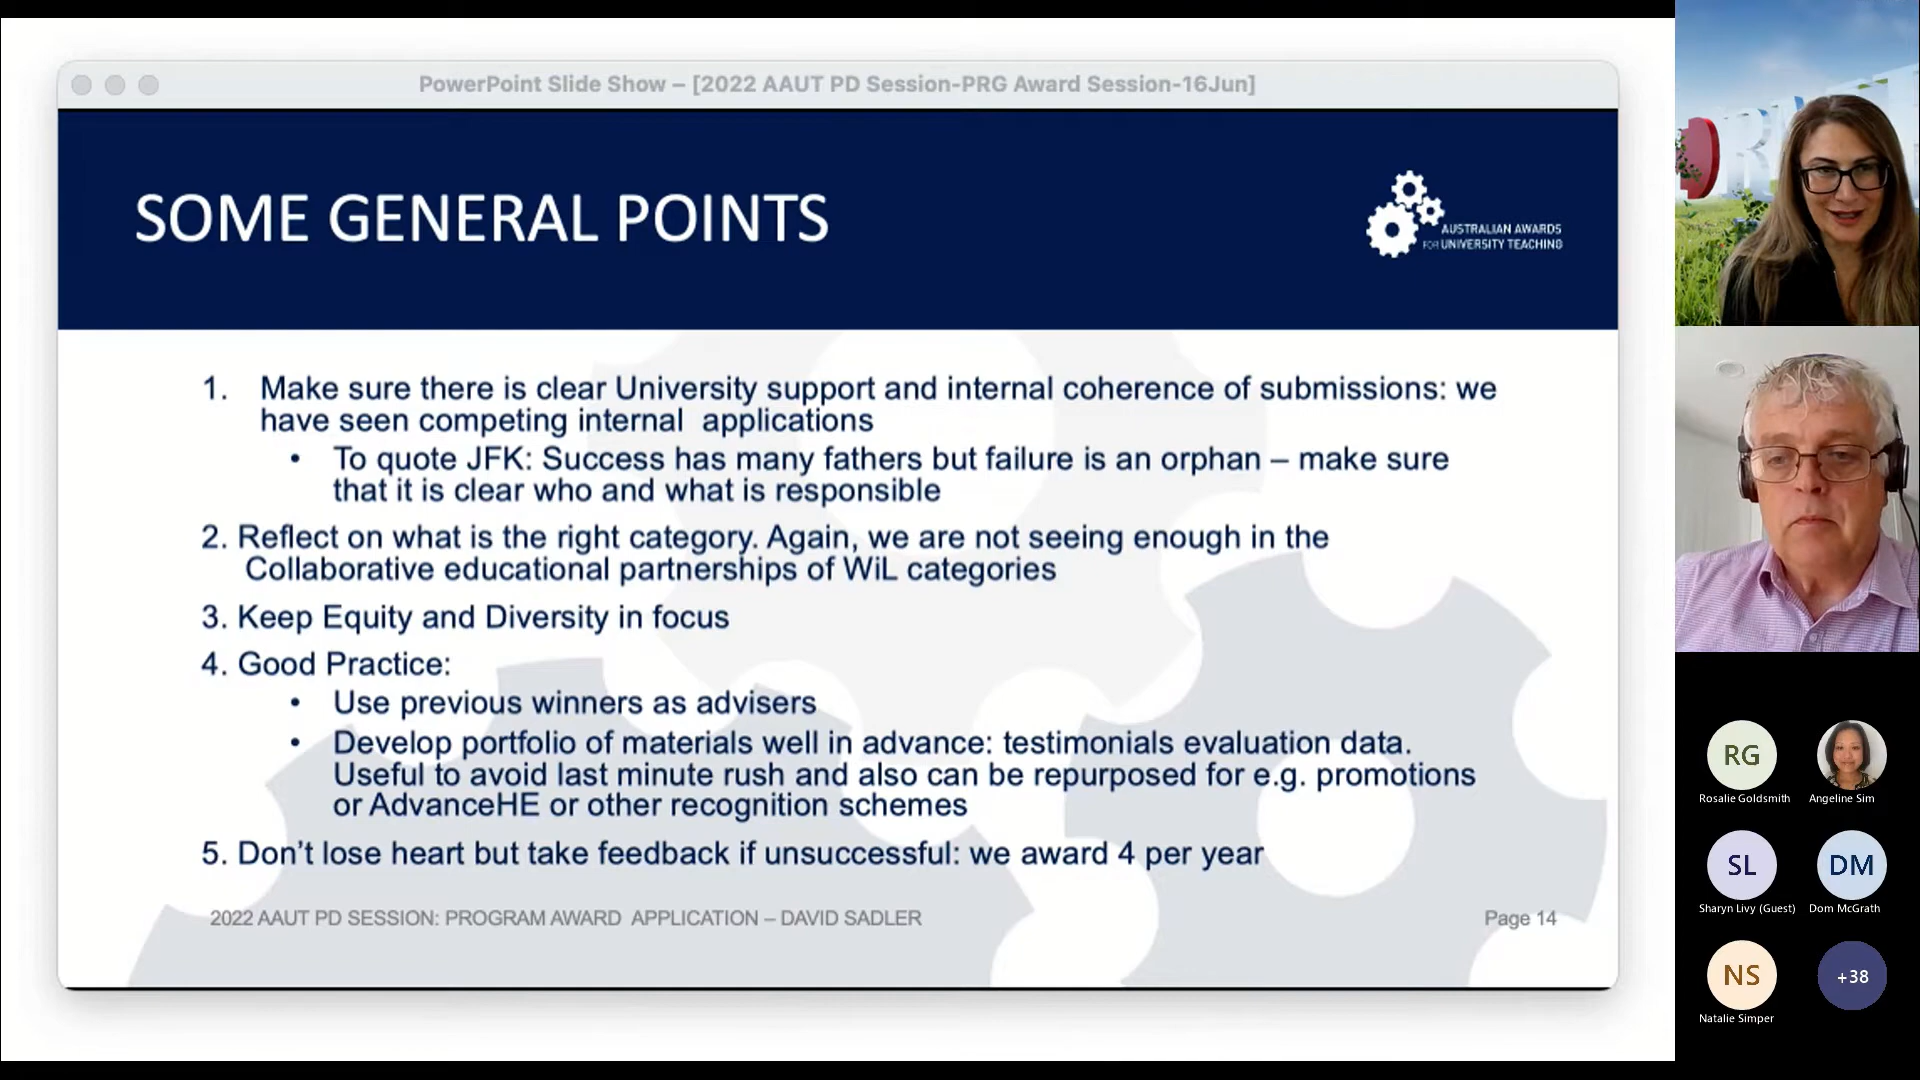 PowerPoint Slide Show – [2022 AAUT PD Session-PRG Award Session-16Jun]
SOME GENERAL POINTS
AUSTRALIAN AWARDS
FOR UNIVERSITY TEACHING
1. Make sure there is clear University support and internal coherence of submissions: we
have seen competing internal applications
• To quote JFK: Success has many fathers but failure is an orphan – make sure
that it is clear who and what is responsible
2. Reflect on what is the right category. Again, we are not seeing enough in the
Collaborative educational partnerships of WiL categories
3. Keep Equity and Diversity in focus
4. Good Practice:
• Use previous winners as advisers
• Develop portfolio of materials well in advance: testimonials evaluation data.
Useful to avoid last minute rush and also can be repurposed for e.g. promotions
or AdvanceHE or other recognition schemes
5. Don't lose heart but take feedback if unsuccessful: we award 4 per year
2022 AAUT PD SESSION: PROGRAM AWARD APPLICATION – DAVID SADLER
Page 14
RG
Rosalie Goldsmith
Angeline Sim
SL
Sharyn Livy (Guest)
DM
Dom McGrath
NS
Natalie Simper
+38